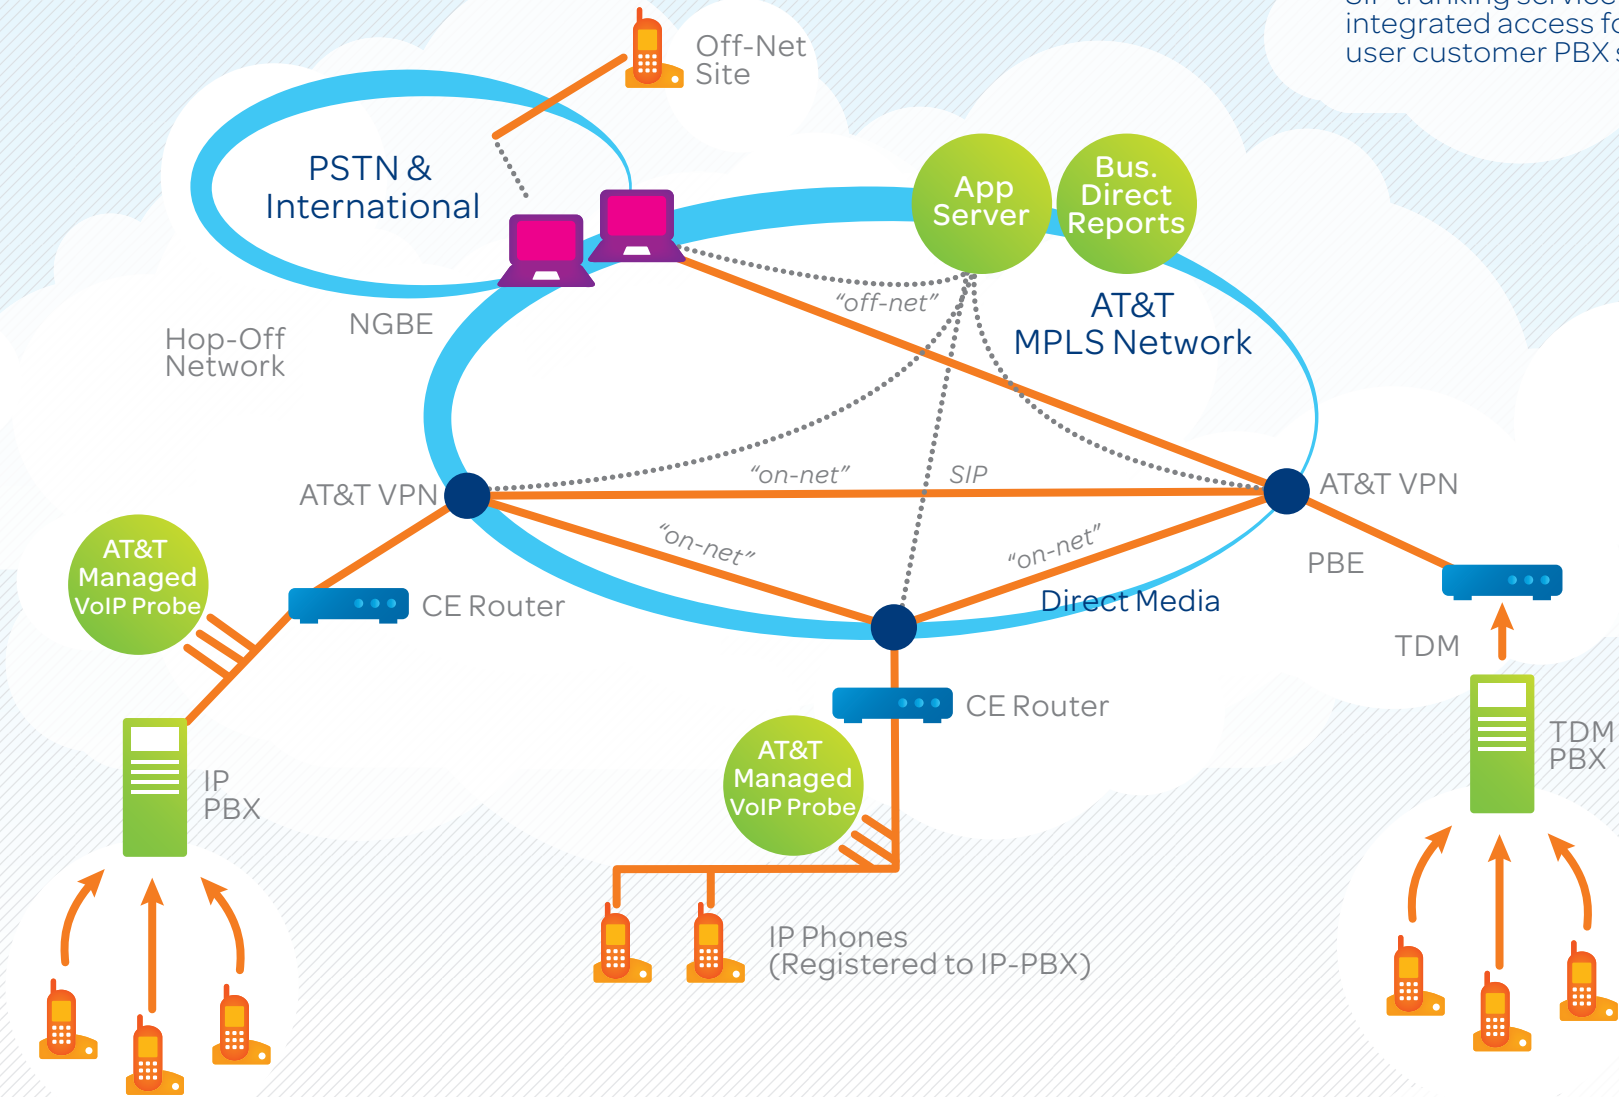 SIP trunking service
integrated access fo
user customer PBX s
Off-Net
Site
PSTN &
International
App
Server
Bus.
Direct
Reports
"off-net"
AT&T
MPLS Network
Hop-Off
Network
NGBE
AT&T VPN
"on-net"
SIP
AT&T VPN
"on-net"
"on-net"
AT&T
Managed
VoIP Probe
CE Router
PBE
Direct Media
TDM
CE Router
AT&T
Managed
VoIP Probe
IP
PBX
TDM
PBX
IP Phones
(Registered to IP-PBX)